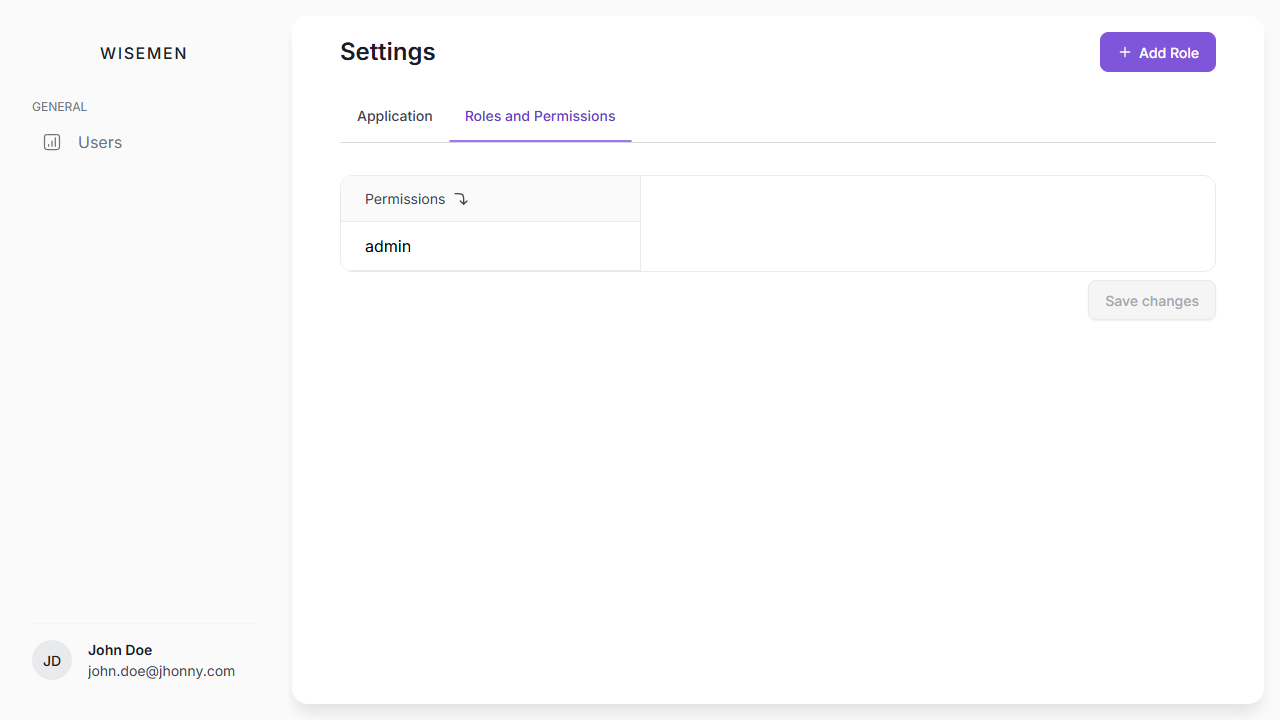 WISEMEN
GENERAL
Users
John Doe
JD
john.doe@jhonny.com
Settings
Add Role
Application
Roles and Permissions
Permissions
admin
Save changes